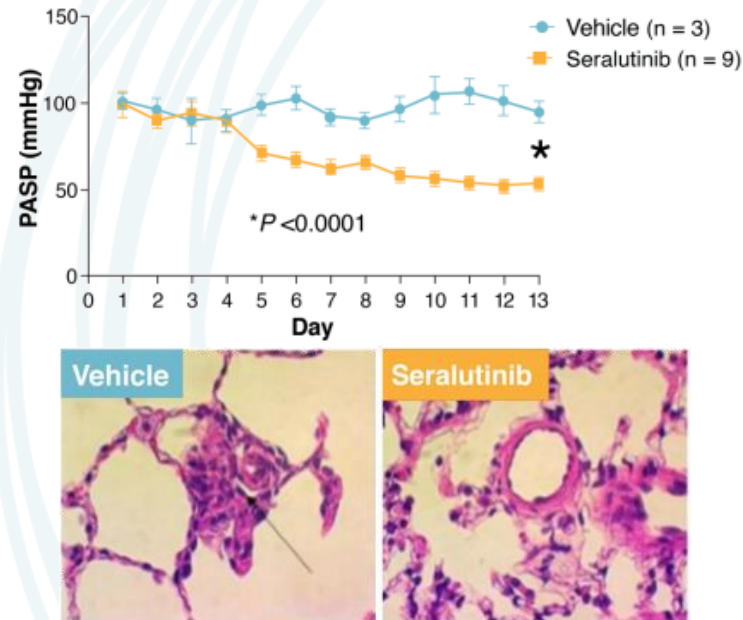 150
Vehicle (n = 3)
Seralutinib (n = 9)
100
PASP (mmHg)
*
50
*P <0.0001
0
0 1 2 3 4 5 6 7 8 9 10 11 12 13
Day
Vehicle
Seralutinib